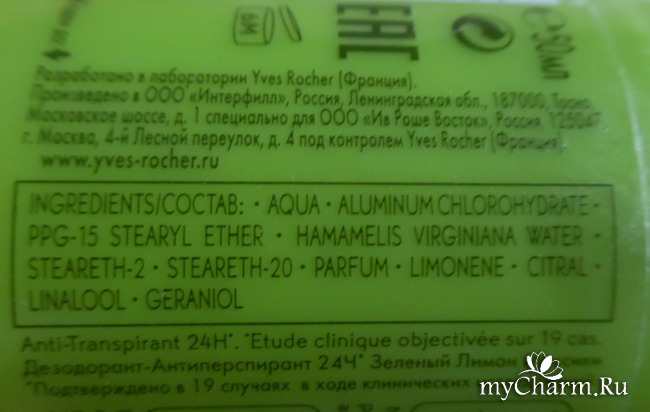 6M EAC ℮50мл
Разработано в лаборатории Yves Rocher (Франция).
Произведено в ООО «Интерфилл», Россия, Ленинградская обл., 187000, Тосно,
Московское шоссе, д. 1 специально для ООО «Ив Роше Восток», Россия, 125047
г. Москва, 4-й Лесной переулок, д. 4 под контролем Yves Rocher (Франция).
www.yves-rocher.ru
INGREDIENTS/СОСТАВ: • AQUA • ALUMINUM CHLOROHYDRATE •
PPG-15 STEARYL ETHER • HAMAMELIS VIRGINIANA WATER •
STEARETH-2 • STEARETH-20 • PARFUM • LIMONENE • CITRAL •
LINALOOL • GERANIOL
Anti-Transpirant 24H*. *Etude clinique objectivée sur 19 cas.
Дезодорант-Антиперспирант 24Ч* Зеленый Лимон
*Подтверждено в 19 случаях в ходе клинических
myCharm.Ru